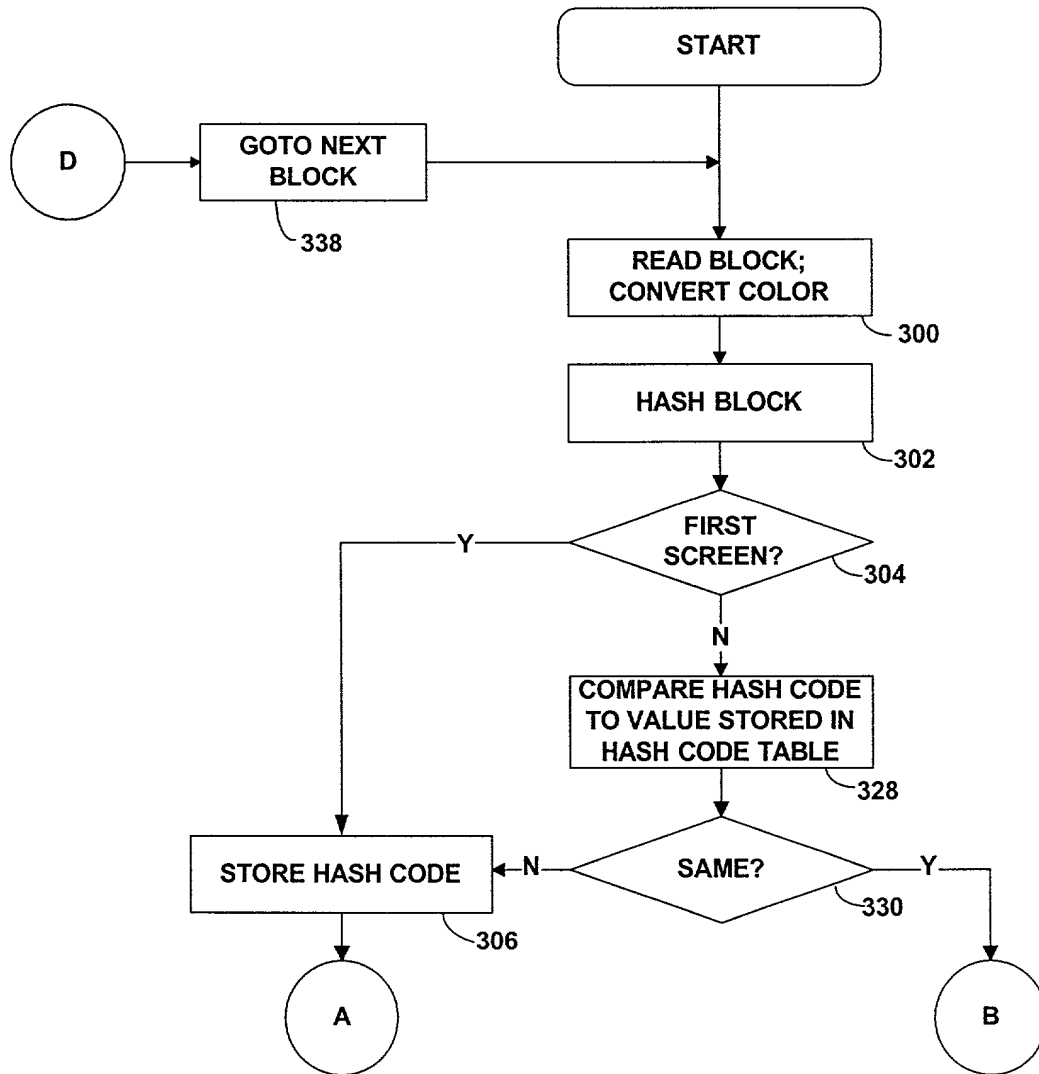 START
D
GOTO NEXT
BLOCK
338
READ BLOCK;
CONVERT COLOR
300
HASH BLOCK
302
FIRST
SCREEN?
304
Y
N
COMPARE HASH CODE
TO VALUE STORED IN
HASH CODE TABLE
328
STORE HASH CODE
306
N
SAME?
330
Y
A
B